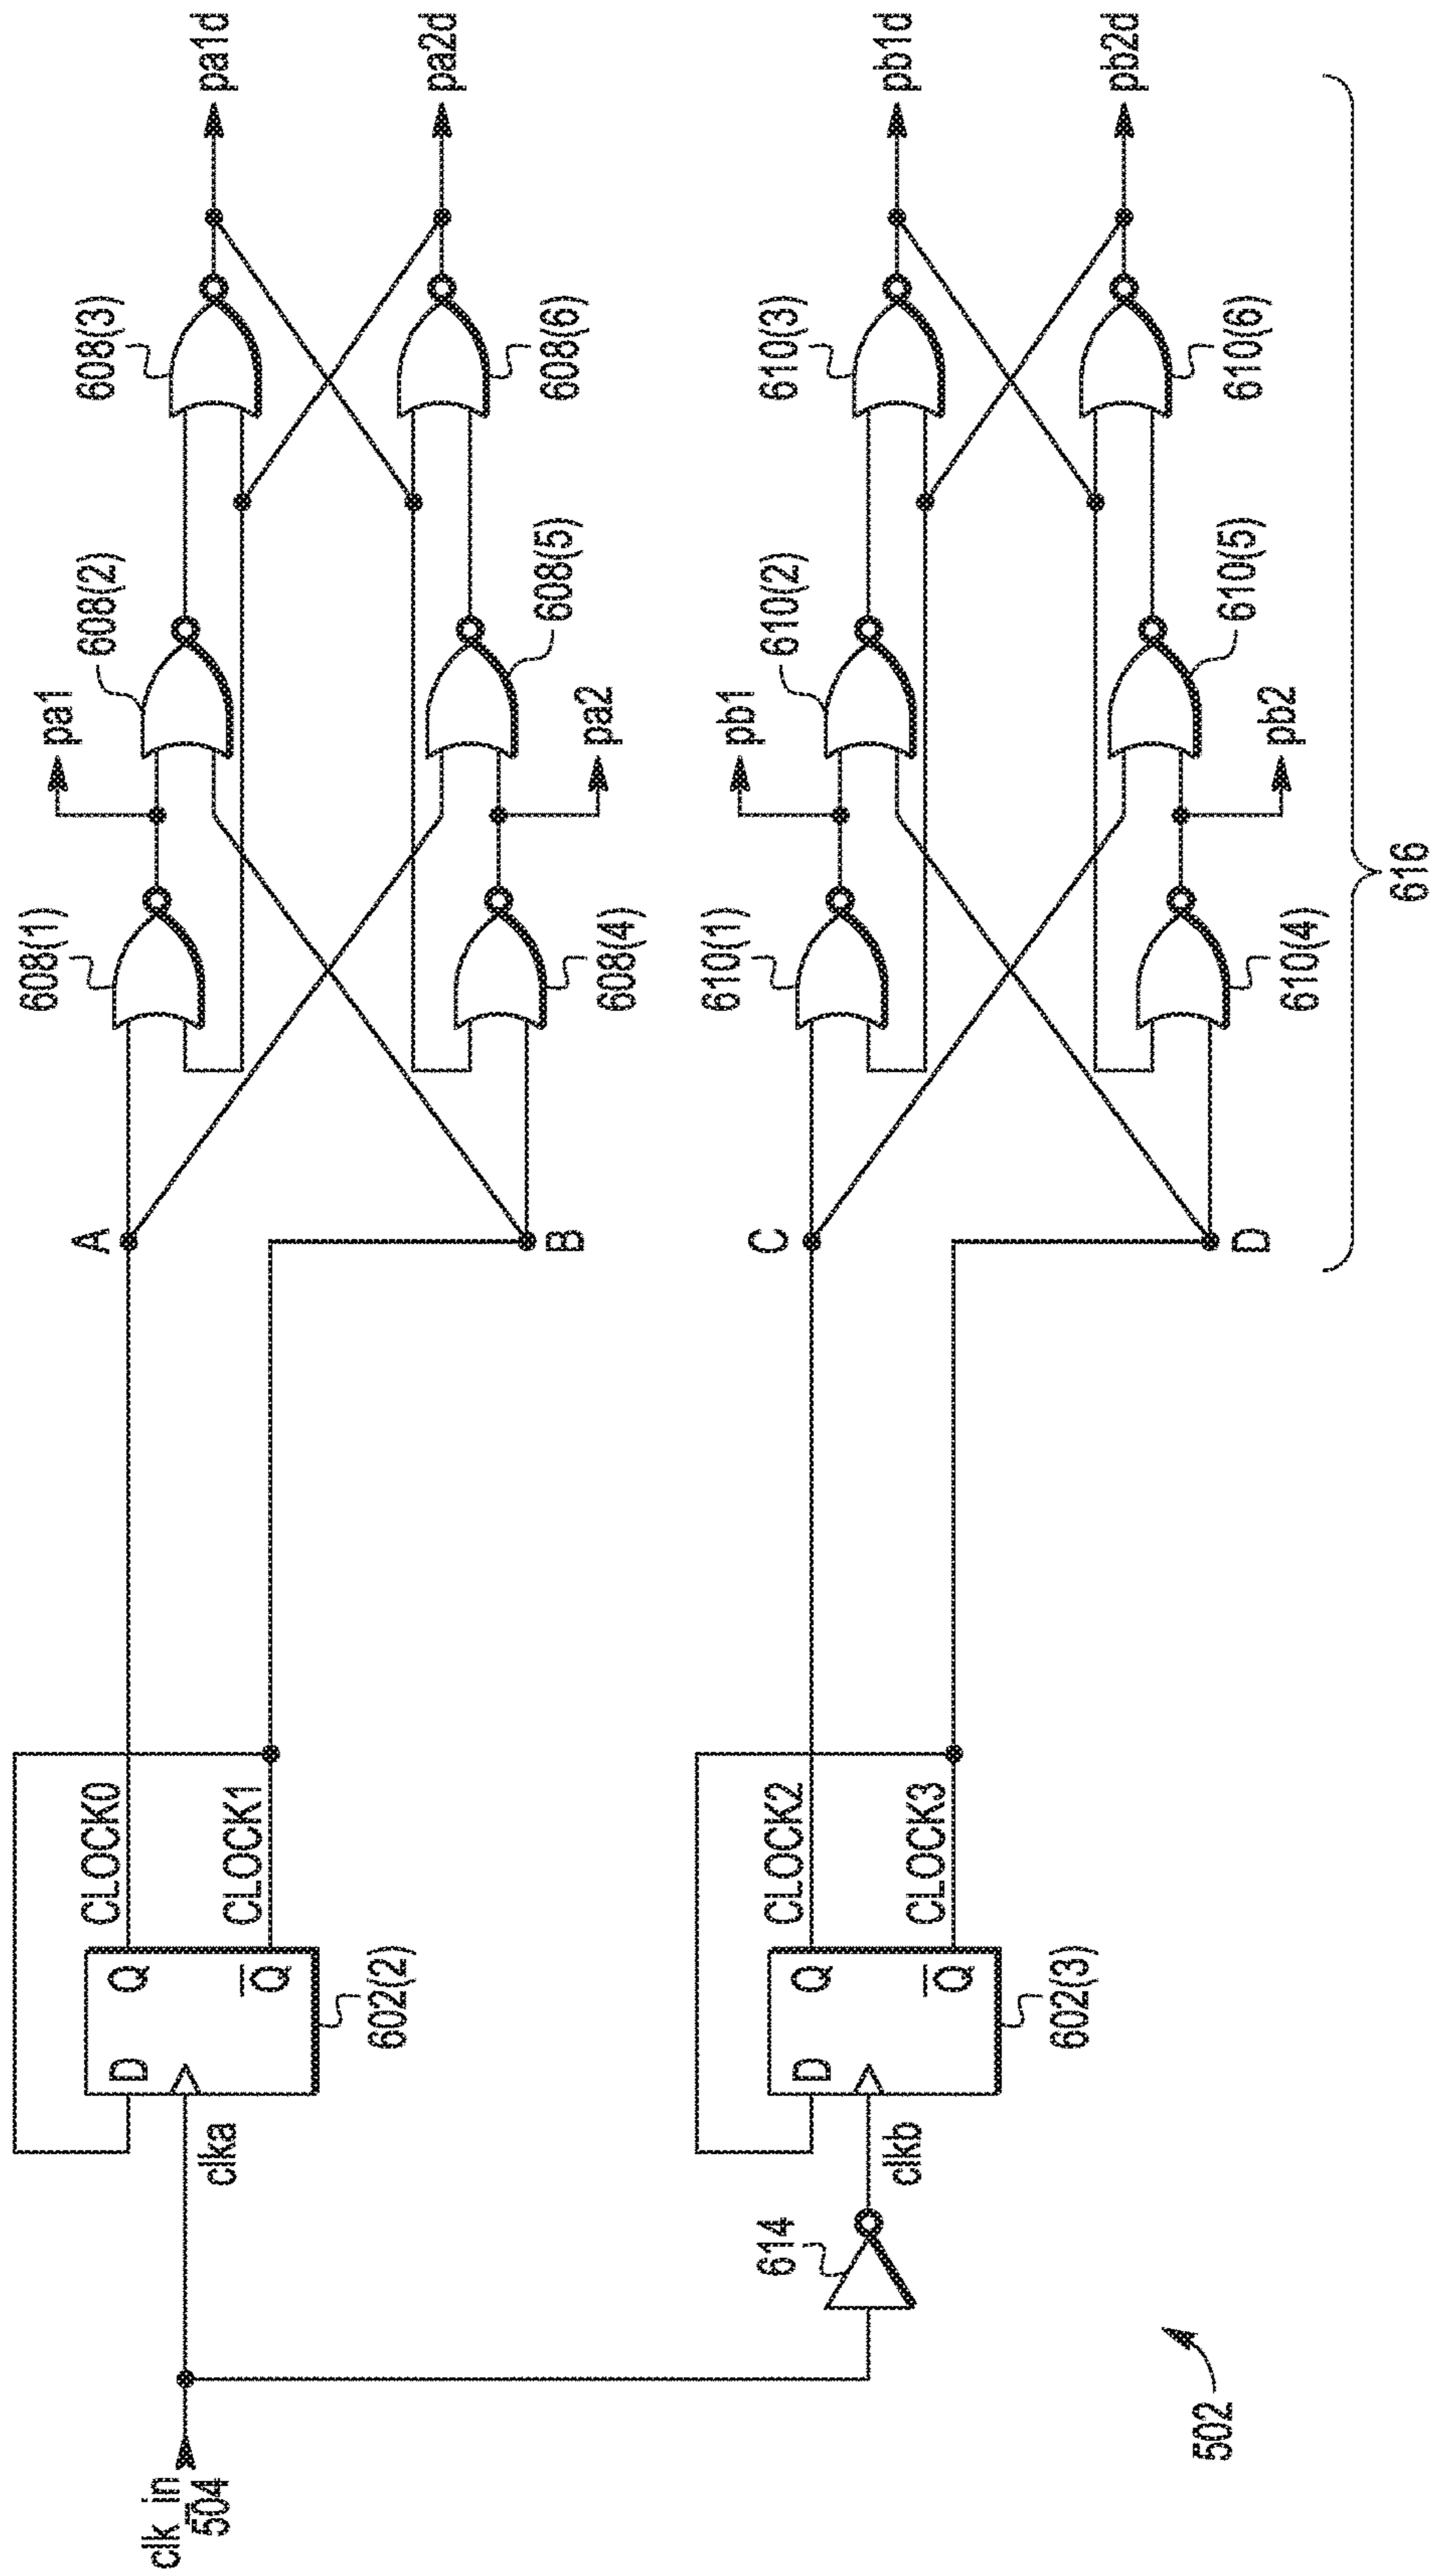 clk_in
504
clka
D
Q
Q
602(2)
CLOCK0
CLOCK1
A
B
608(1)
pa1
608(2)
608(3)
pa1d
608(4)
pa2
608(5)
608(6)
pa2d
614
clkb
D
Q
Q
602(3)
CLOCK2
CLOCK3
C
D
610(1)
pb1
610(2)
610(3)
pb1d
610(4)
pb2
610(5)
610(6)
pb2d
616
502